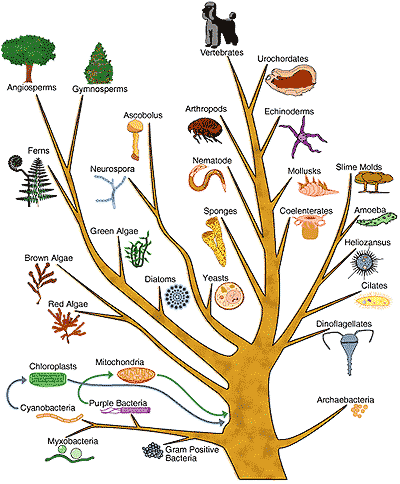 Vertebrates
Urochordates
Angiosperms
Gymnosperms
Ascobolus
Arthropods
Echinoderms
Ferns
Neurospora
Nematode
Mollusks
Slime Molds
Sponges
Coelenterates
Amoeba
Green Algae
Heliozansus
Brown Algae
Diatoms
Yeasts
Ciliates
Red Algae
Dinoflagellates
Chloroplasts
Mitochondria
Cyanobacteria
Purple Bacteria
Archaebacteria
Myxobacteria
Gram Positive
Bacteria